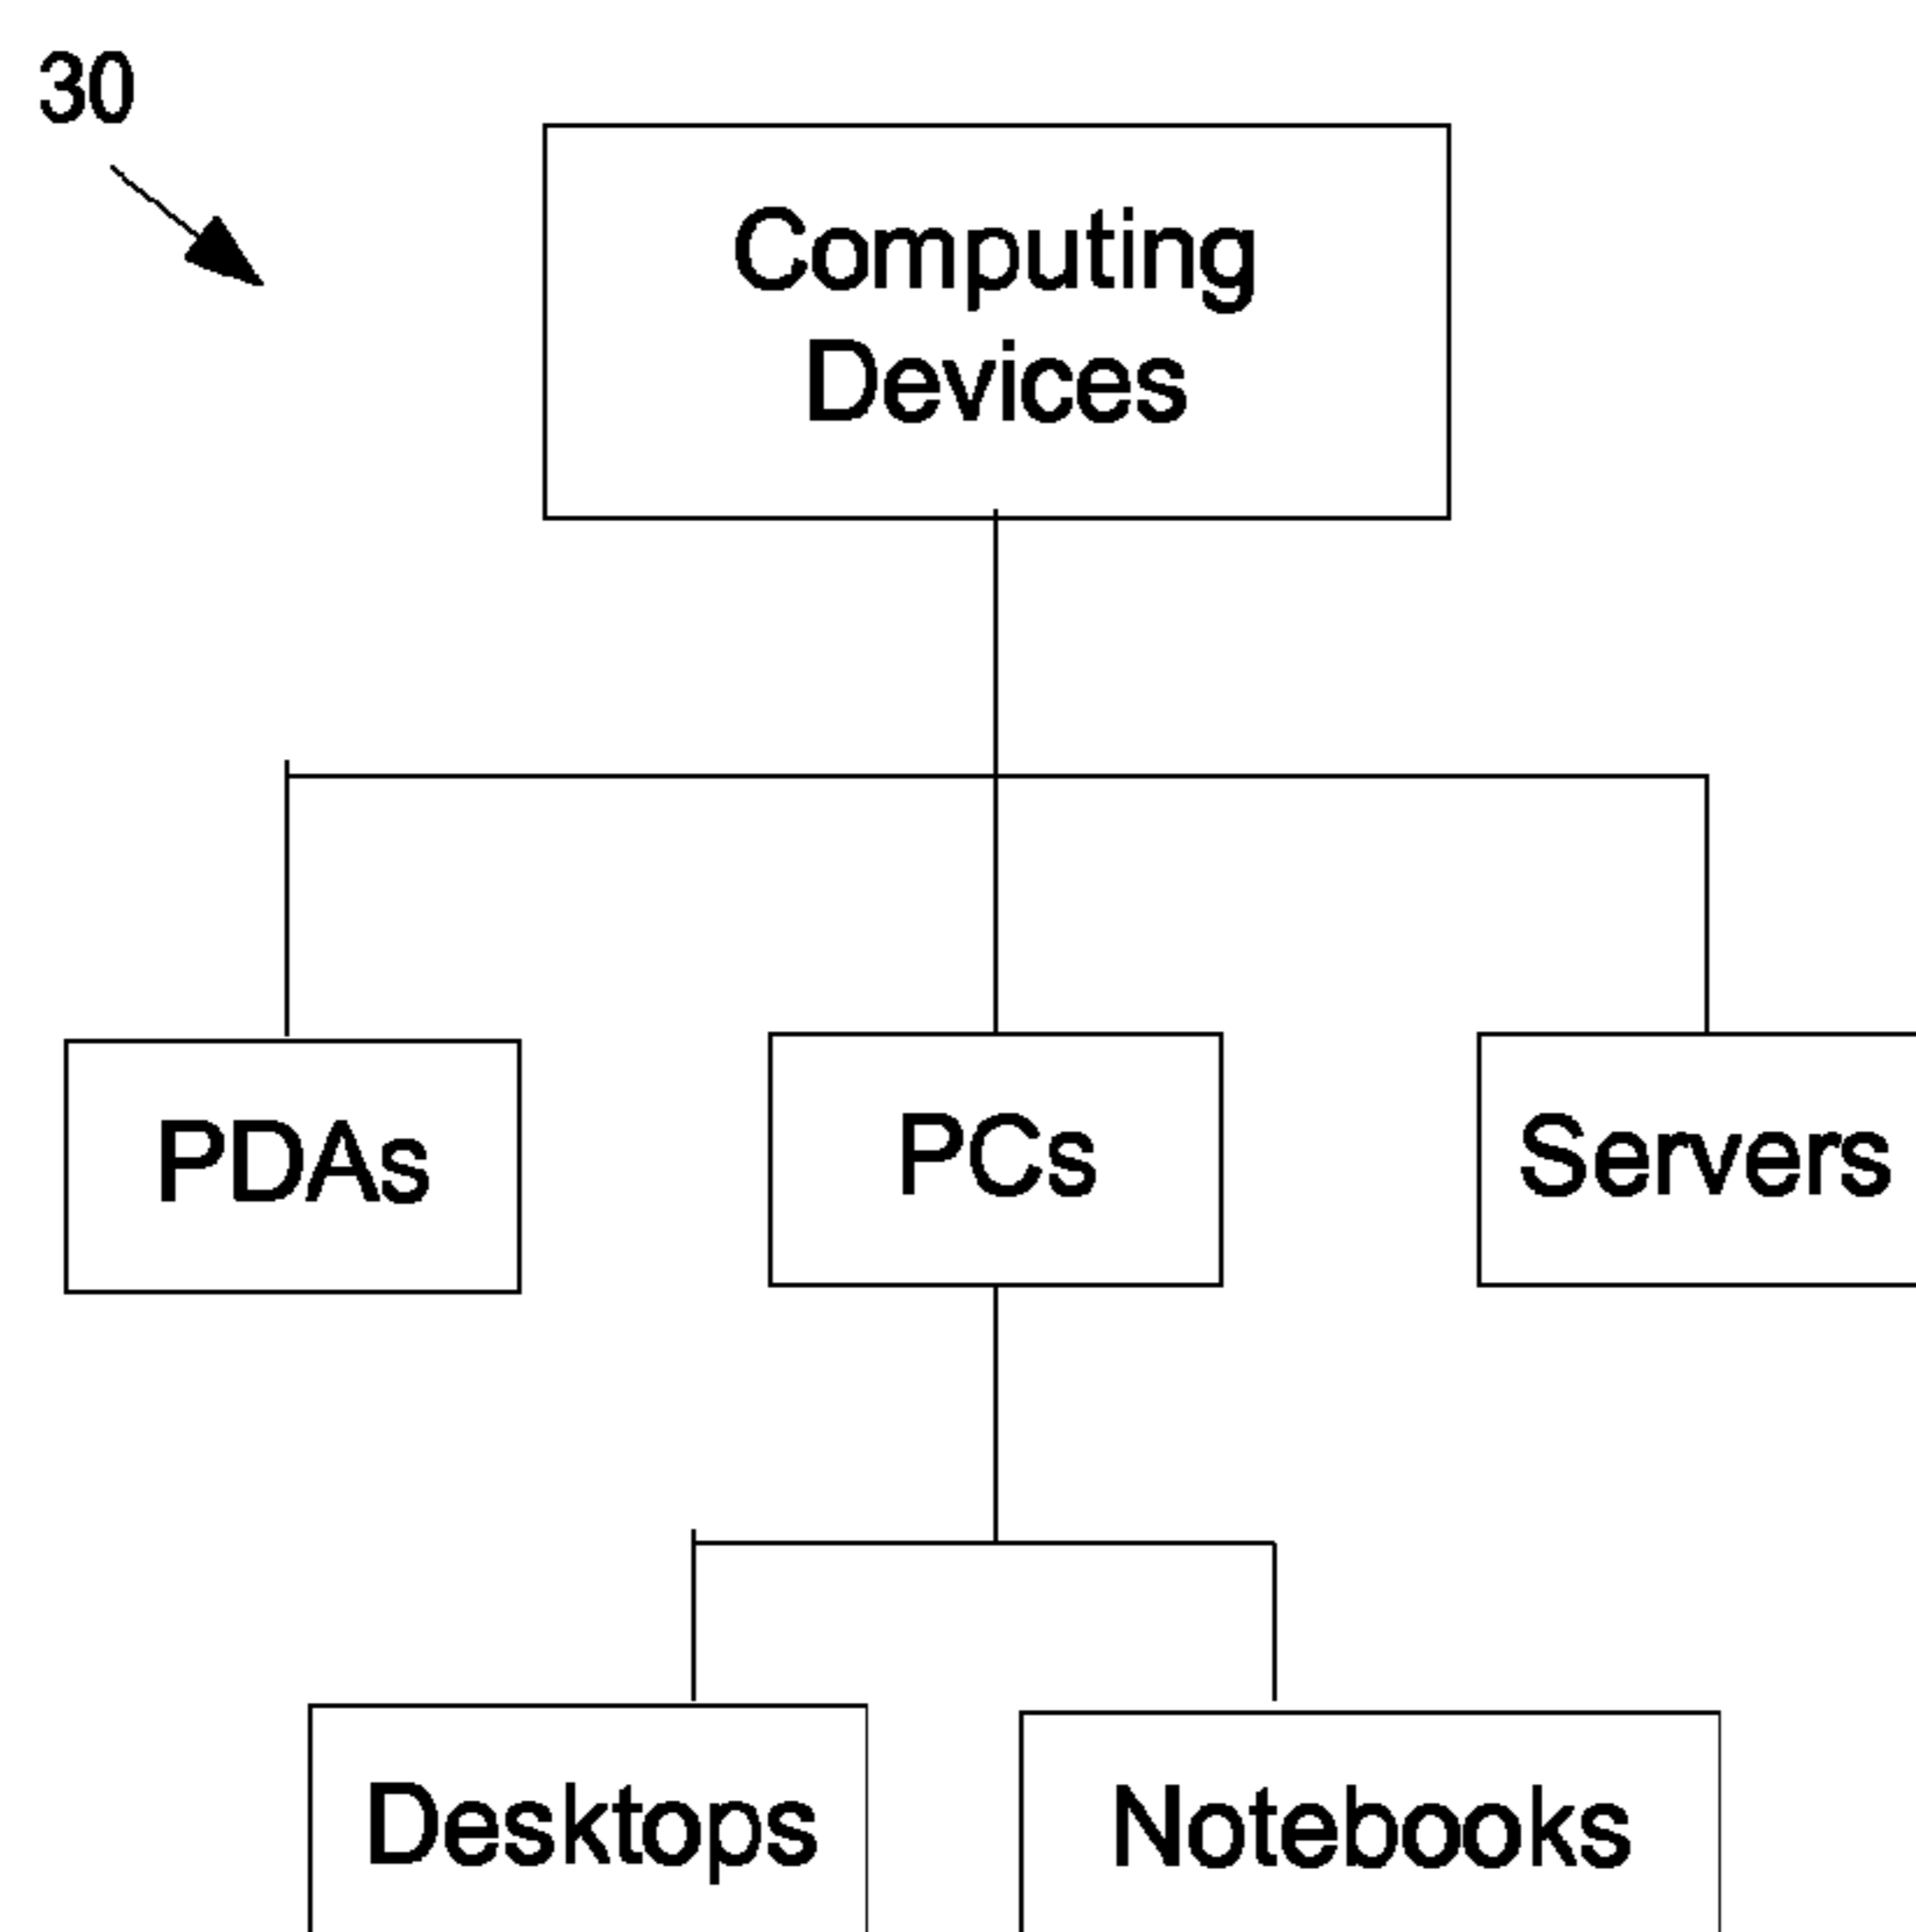 30
Computing
Devices
PDAs
PCs
Servers
Desktops
Notebooks